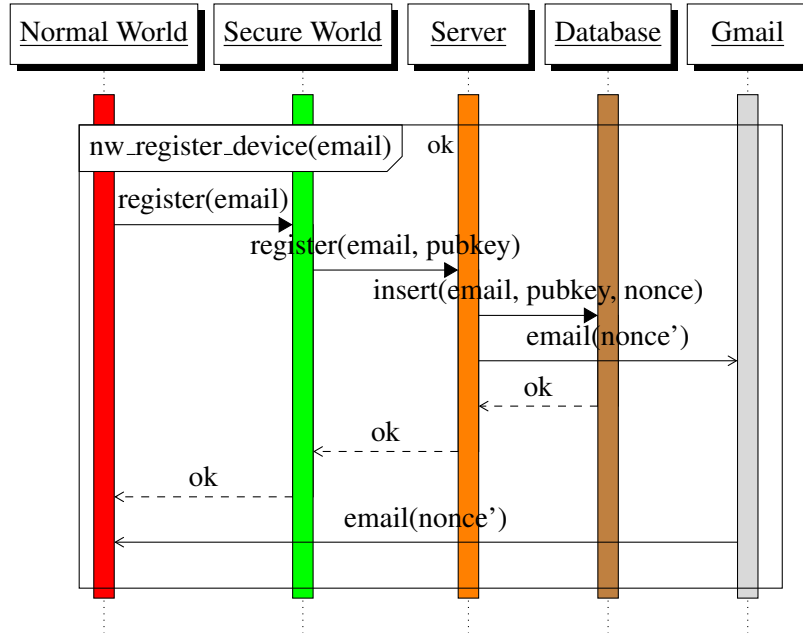 Normal World Secure World Server Database Gmail
nw_register_device(email) ok
register(email)
register(email, pubkey)
insert(email, pubkey, nonce)
email(nonce’)
ok
ok
ok
email(nonce’)